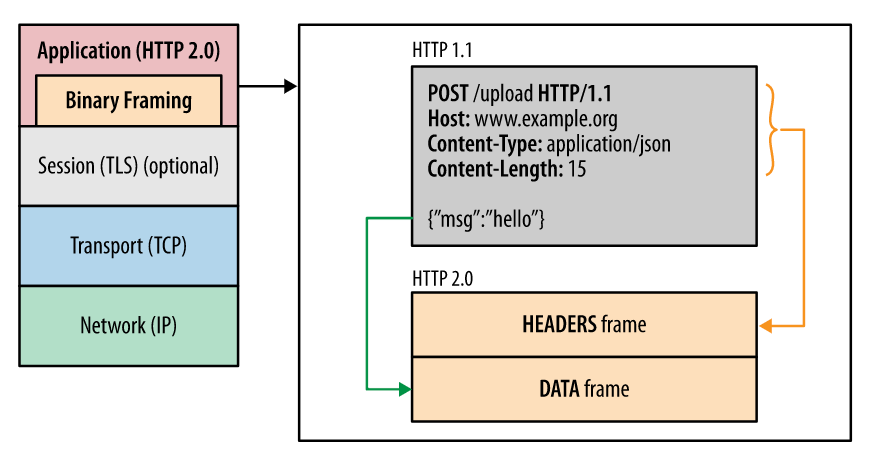 Application (HTTP 2.0)
Binary Framing
Session (TLS) (optional)
Transport (TCP)
Network (IP)
HTTP 1.1
POST /upload HTTP/1.1
Host: www.example.org
Content-Type: application/json
Content-Length: 15
{”msg”:”hello”}
HTTP 2.0
HEADERS frame
DATA frame